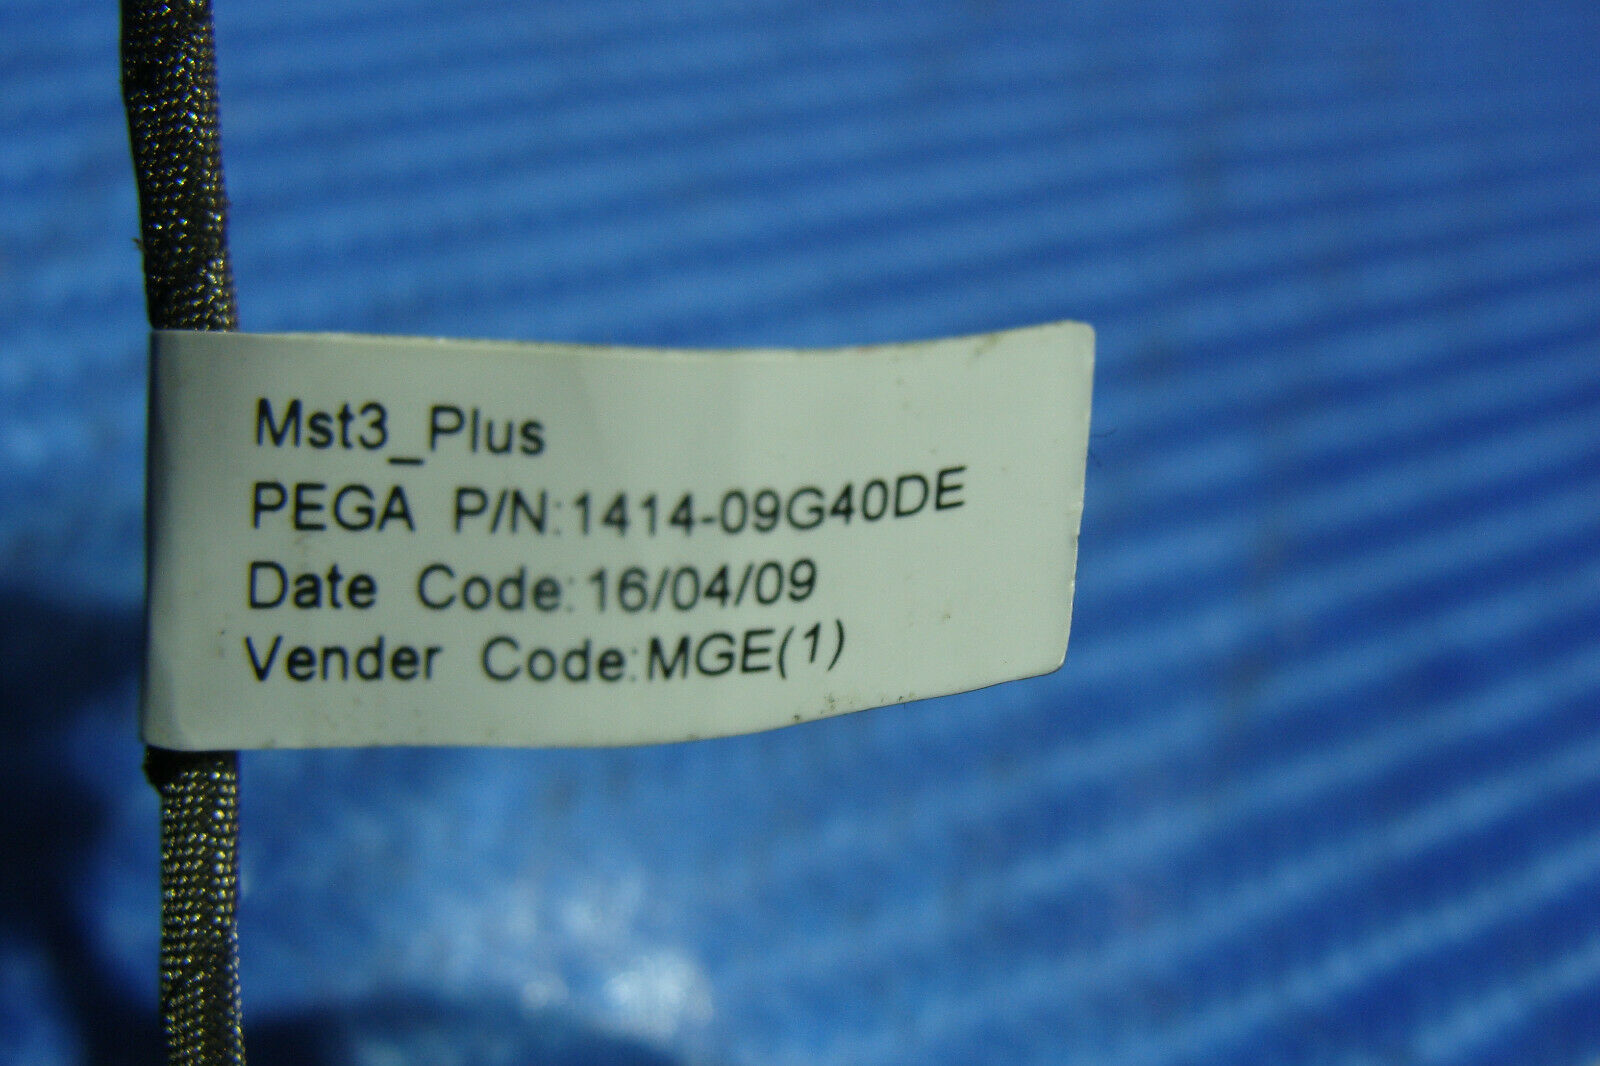 Mst3_Plus
PEGA P/N:1414-09G40DE
Date Code:16/04/09
Vender Code:MGE(1)